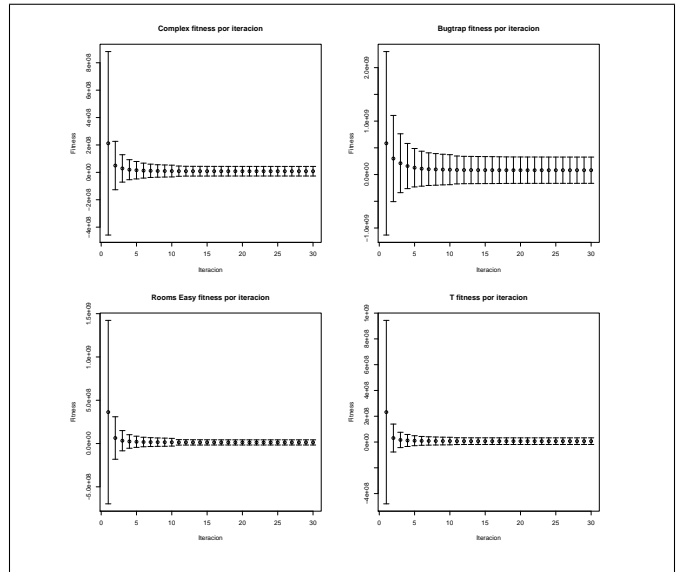 Complex fitness por iteracion
Fitness
8e+08
6e+08
4e+08
2e+08
0e+00
−2e+08
−4e+08
0 5 10 15 20 25 30
Iteracion
Bugtrap fitness por iteracion
Fitness
2.0e+09
1.0e+09
0.0e+00
−1.0e+09
0 5 10 15 20 25 30
Iteracion
Rooms Easy fitness por iteracion
Fitness
1.5e+09
1.0e+09
5.0e+08
0.0e+00
−5.0e+08
0 5 10 15 20 25 30
Iteracion
T fitness por iteracion
Fitness
1e+09
8e+08
6e+08
4e+08
2e+08
0e+00
−4e+08
0 5 10 15 20 25 30
Iteracion